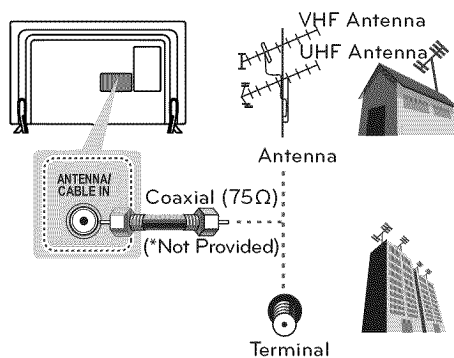 VHF Antenna
UHF Antenna
Antenna
ANTENNA/
CABLE IN
Coaxial (75Ω)
(*Not Provided)
Terminal